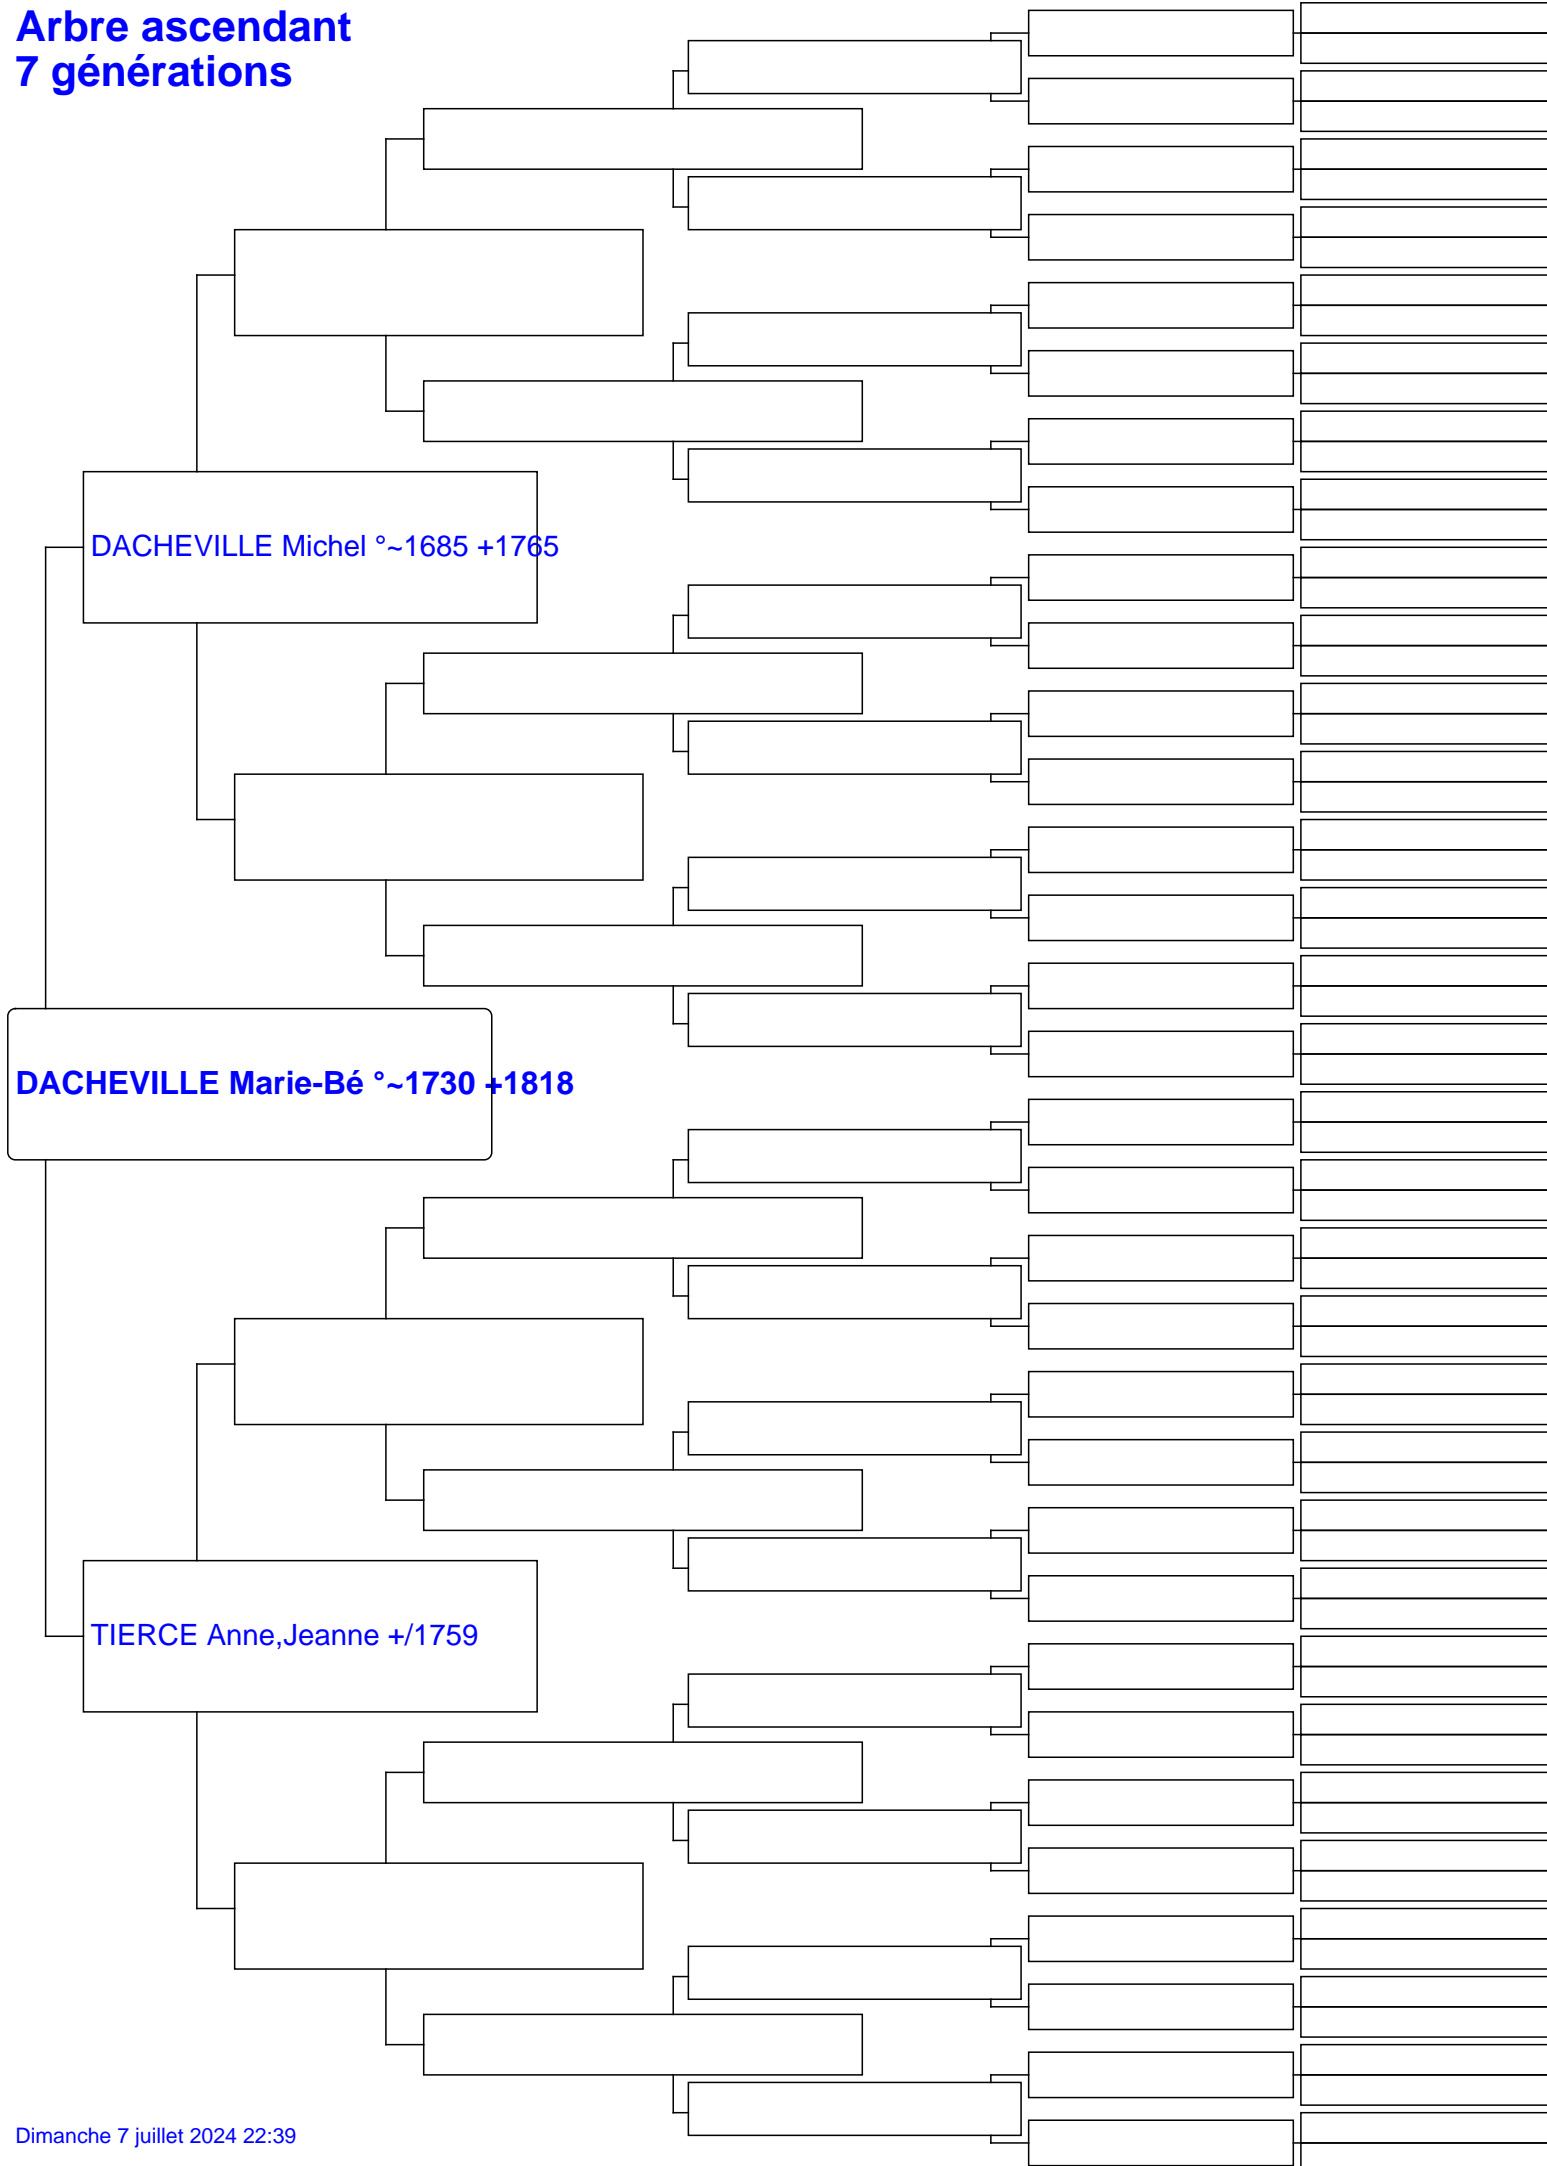 Arbre ascendant
7 générations
DACHEVILLE Michel °~1685 +1765
DACHEVILLE Marie-Bé °~1730 +1818
TIERCE Anne,Jeanne +/1759
Dimanche 7 juillet 2024 22:39